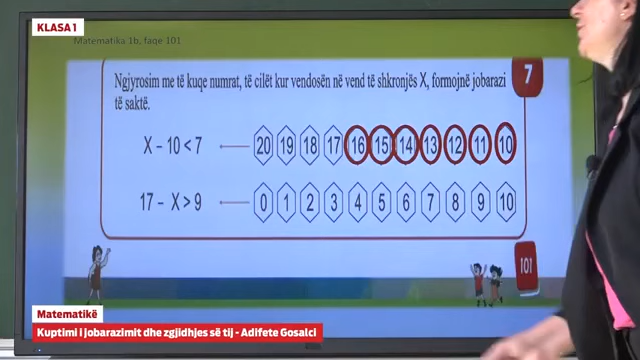 KLASA 1
Matematika 1b, faqe 101
7
Ngjyrosim me të kuqe numrat, të cilët kur vendosën në vend të shkronjës X, formojnë jobarazi
të saktë.
X – 10 < 7 20 19 18 17 16 15 14 13 12 11 10
17 – X > 9 0 1 2 3 4 5 6 7 8 9 10
101
Matematikë
Kuptimi i jobarazimit dhe zgjidhjes së tij - Adifete Gosalci